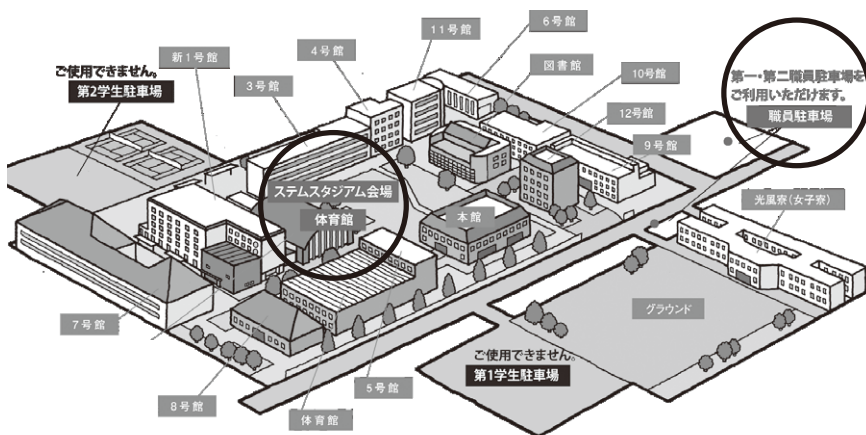 6号館
11号館
4号館
新1号館
図書館
3号館
10号館
ご使用できません。
第2学生駐車場
第一・第二職員駐車場を
ご利用いただけます。
職員駐車場
12号館
9号館
ステムスタジアム会場
体育館
本館
光風寮(女子寮)
グラウンド
7号館
ご使用できません。
第1学生駐車場
5号館
8号館
体育館